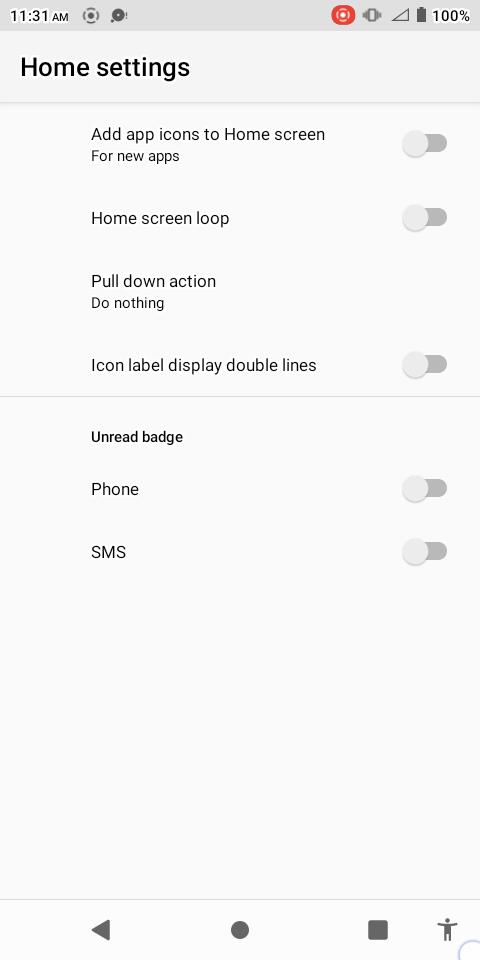 11:31 AM
100%
Home settings
Add app icons to Home screen
For new apps
Home screen loop
Pull down action
Do nothing
Icon label display double lines
Unread badge
Phone
SMS